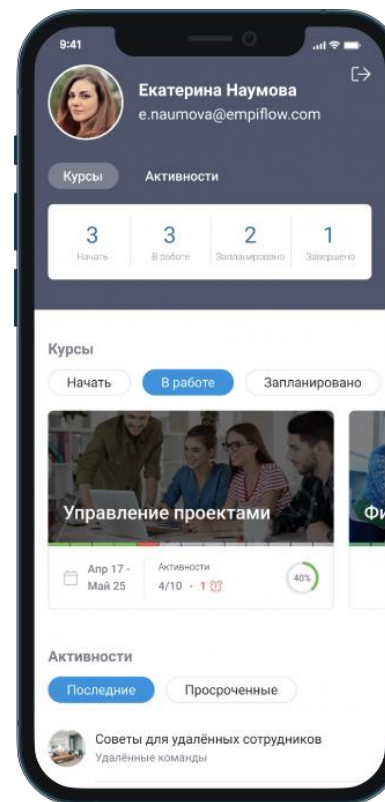 9:41
Екатерина Наумова
e.naumova@empiflow.com
Курсы Активности
3 3 2 1
Начать В работе Запланировано Завершено
Курсы
Начать В работе Запланировано
Управление проектами
Апр 17 -
Май 25
Активности
4/10 · 1
40%
Активности
Последние Просроченные
Советы для удалённых сотрудников
Удалённые команды